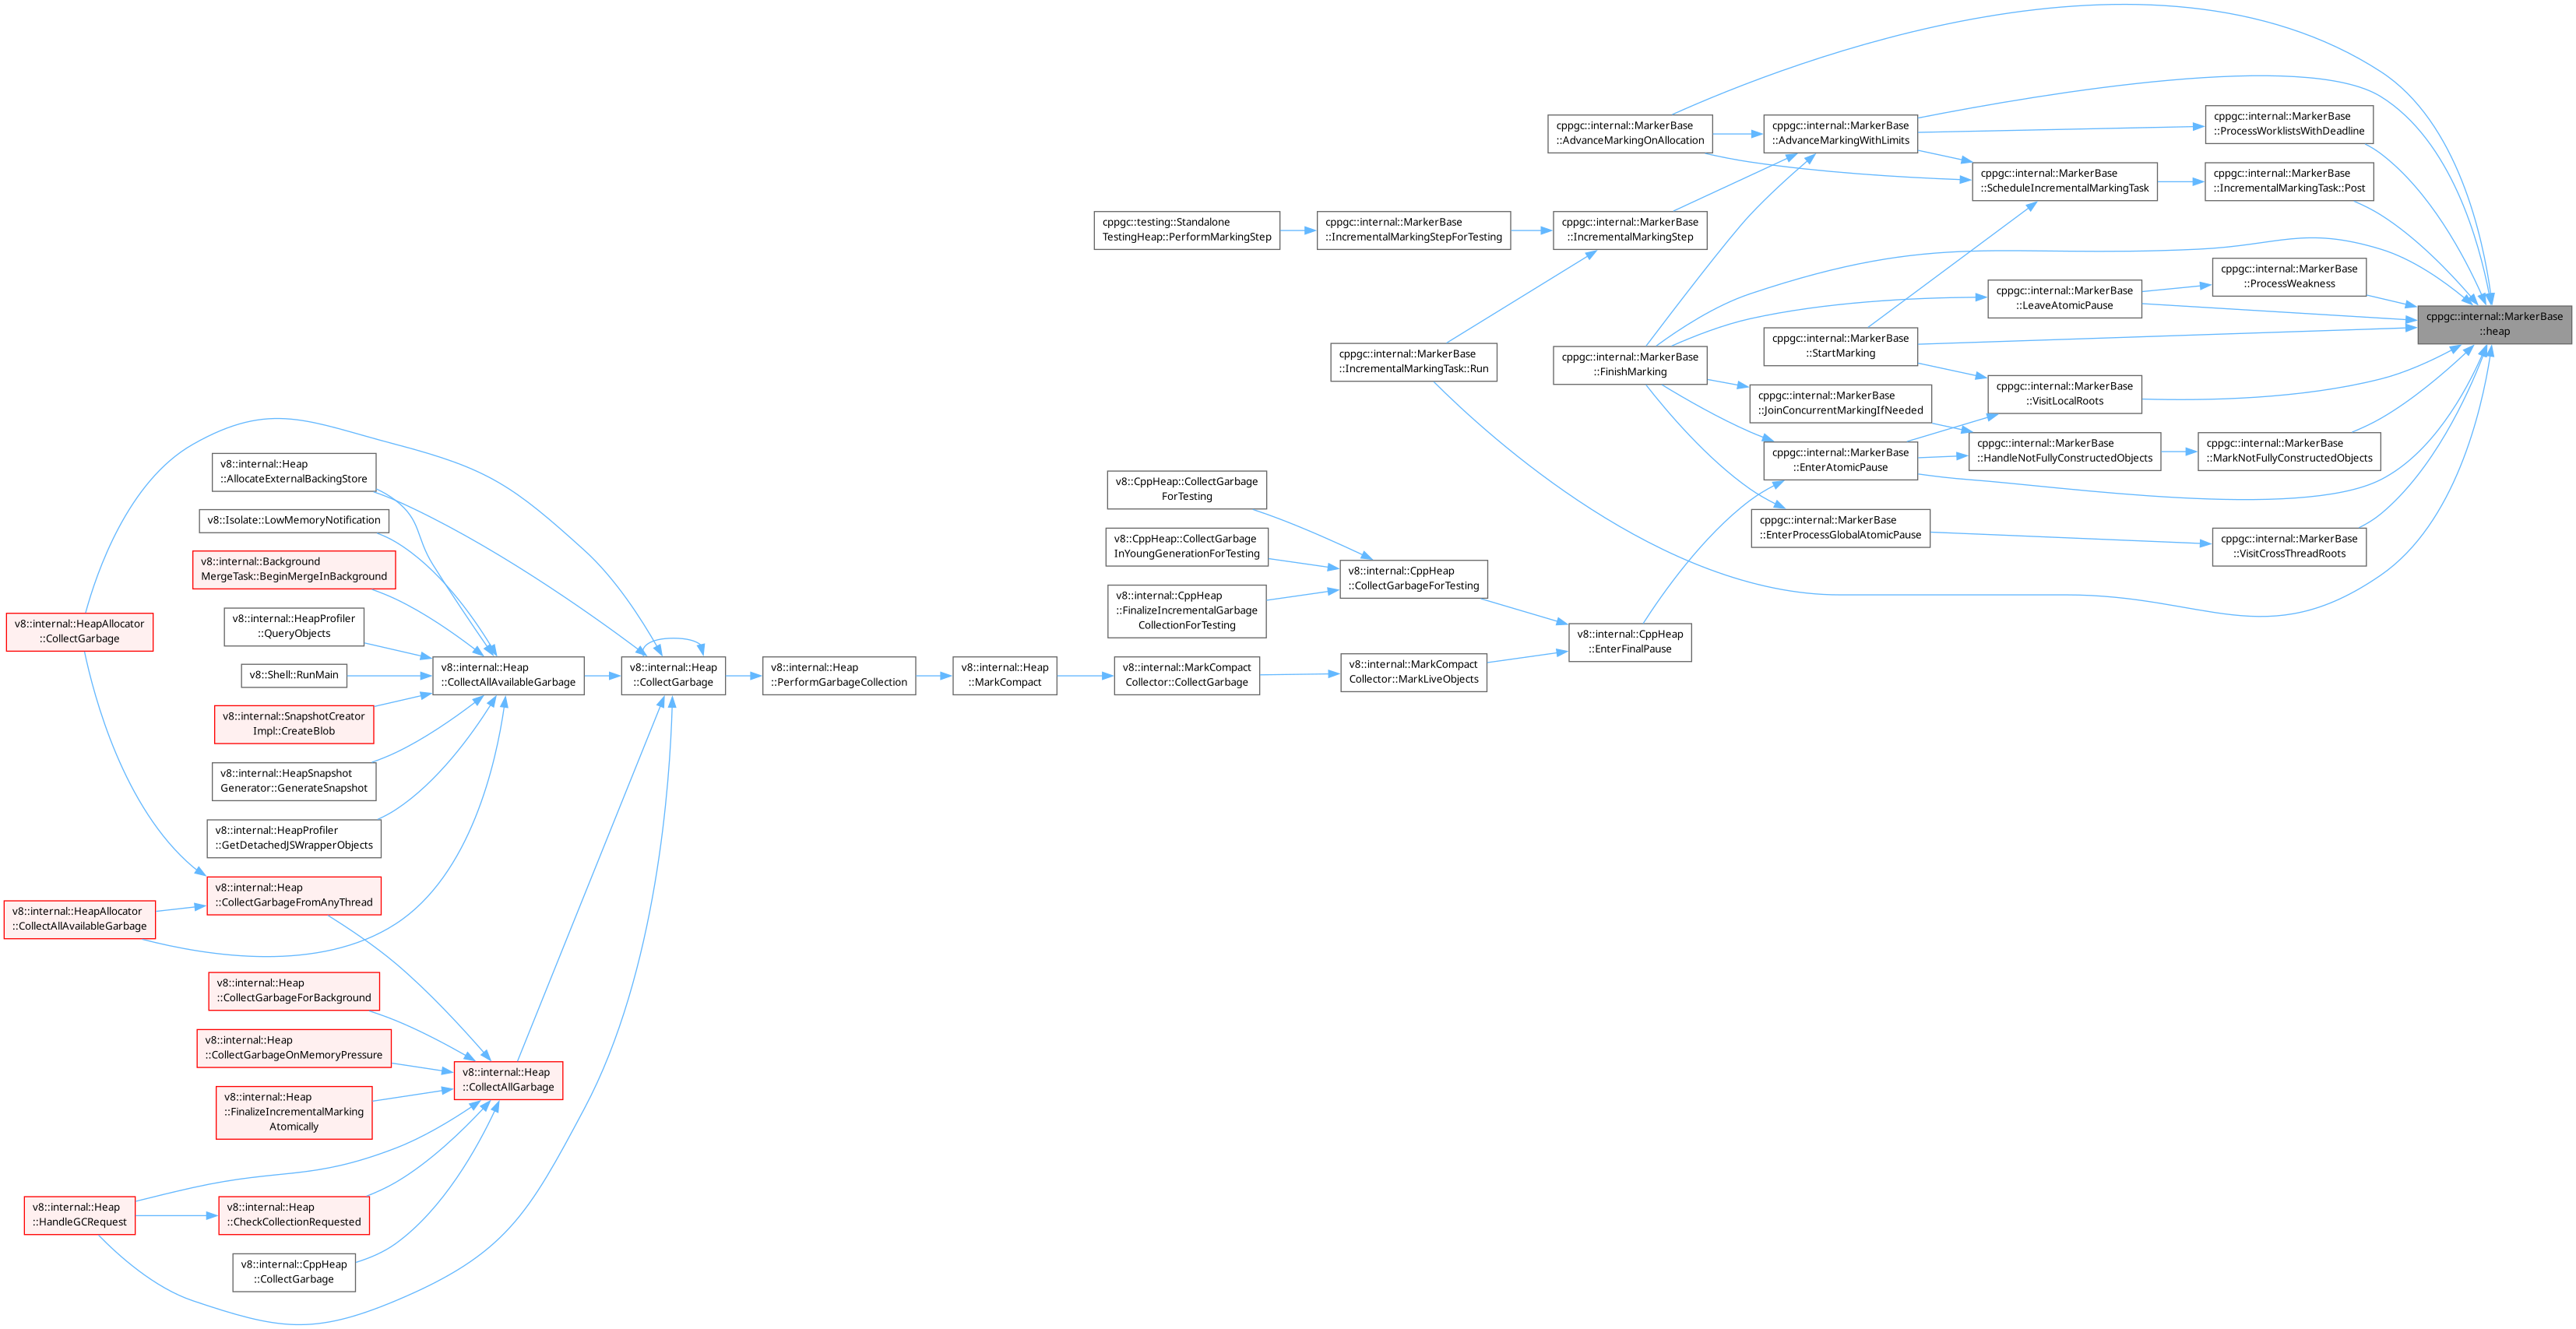 cppgc::internal::MarkerBase
::heap
cppgc::internal::MarkerBase
::AdvanceMarkingOnAllocation
cppgc::internal::MarkerBase
::AdvanceMarkingWithLimits
cppgc::internal::MarkerBase
::ProcessWorklistsWithDeadline
cppgc::internal::MarkerBase
::ScheduleIncrementalMarkingTask
cppgc::internal::MarkerBase
::IncrementalMarkingTask::Post
cppgc::testing::Standalone
TestingHeap::PerformMarkingStep
cppgc::internal::MarkerBase
::IncrementalMarkingStepForTesting
cppgc::internal::MarkerBase
::IncrementalMarkingStep
cppgc::internal::MarkerBase
::ProcessWeakness
cppgc::internal::MarkerBase
::LeaveAtomicPause
cppgc::internal::MarkerBase
::StartMarking
cppgc::internal::MarkerBase
::IncrementalMarkingTask::Run
cppgc::internal::MarkerBase
::FinishMarking
cppgc::internal::MarkerBase
::VisitLocalRoots
cppgc::internal::MarkerBase
::JoinConcurrentMarkingIfNeeded
cppgc::internal::MarkerBase
::EnterAtomicPause
cppgc::internal::MarkerBase
::HandleNotFullyConstructedObjects
cppgc::internal::MarkerBase
::MarkNotFullyConstructedObjects
cppgc::internal::MarkerBase
::EnterProcessGlobalAtomicPause
cppgc::internal::MarkerBase
::VisitCrossThreadRoots
v8::CppHeap::CollectGarbage
ForTesting
v8::CppHeap::CollectGarbage
InYoungGenerationForTesting
v8::internal::CppHeap
::FinalizeIncrementalGarbage
CollectionForTesting
v8::internal::CppHeap
::CollectGarbageForTesting
v8::internal::CppHeap
::EnterFinalPause
v8::internal::MarkCompact
Collector::MarkLiveObjects
v8::internal::MarkCompact
Collector::CollectGarbage
v8::internal::Heap
::MarkCompact
v8::internal::Heap
::PerformGarbageCollection
v8::internal::Heap
::CollectGarbage
v8::internal::Heap
::CollectAllAvailableGarbage
v8::internal::Heap
::AllocateExternalBackingStore
v8::Isolate::LowMemoryNotification
v8::internal::Background
MergeTask::BeginMergeInBackground
v8::internal::HeapProfiler
::QueryObjects
v8::Shell::RunMain
v8::internal::SnapshotCreator
Impl::CreateBlob
v8::internal::HeapSnapshot
Generator::GenerateSnapshot
v8::internal::HeapProfiler
::GetDetachedJSWrapperObjects
v8::internal::HeapAllocator
::CollectGarbage
v8::internal::Heap
::CollectGarbageFromAnyThread
v8::internal::HeapAllocator
::CollectAllAvailableGarbage
v8::internal::Heap
::CollectGarbageForBackground
v8::internal::Heap
::CollectGarbageOnMemoryPressure
v8::internal::Heap
::CollectAllGarbage
v8::internal::Heap
::FinalizeIncrementalMarking
Atomically
v8::internal::Heap
::HandleGCRequest
v8::internal::Heap
::CheckCollectionRequested
v8::internal::CppHeap
::CollectGarbage